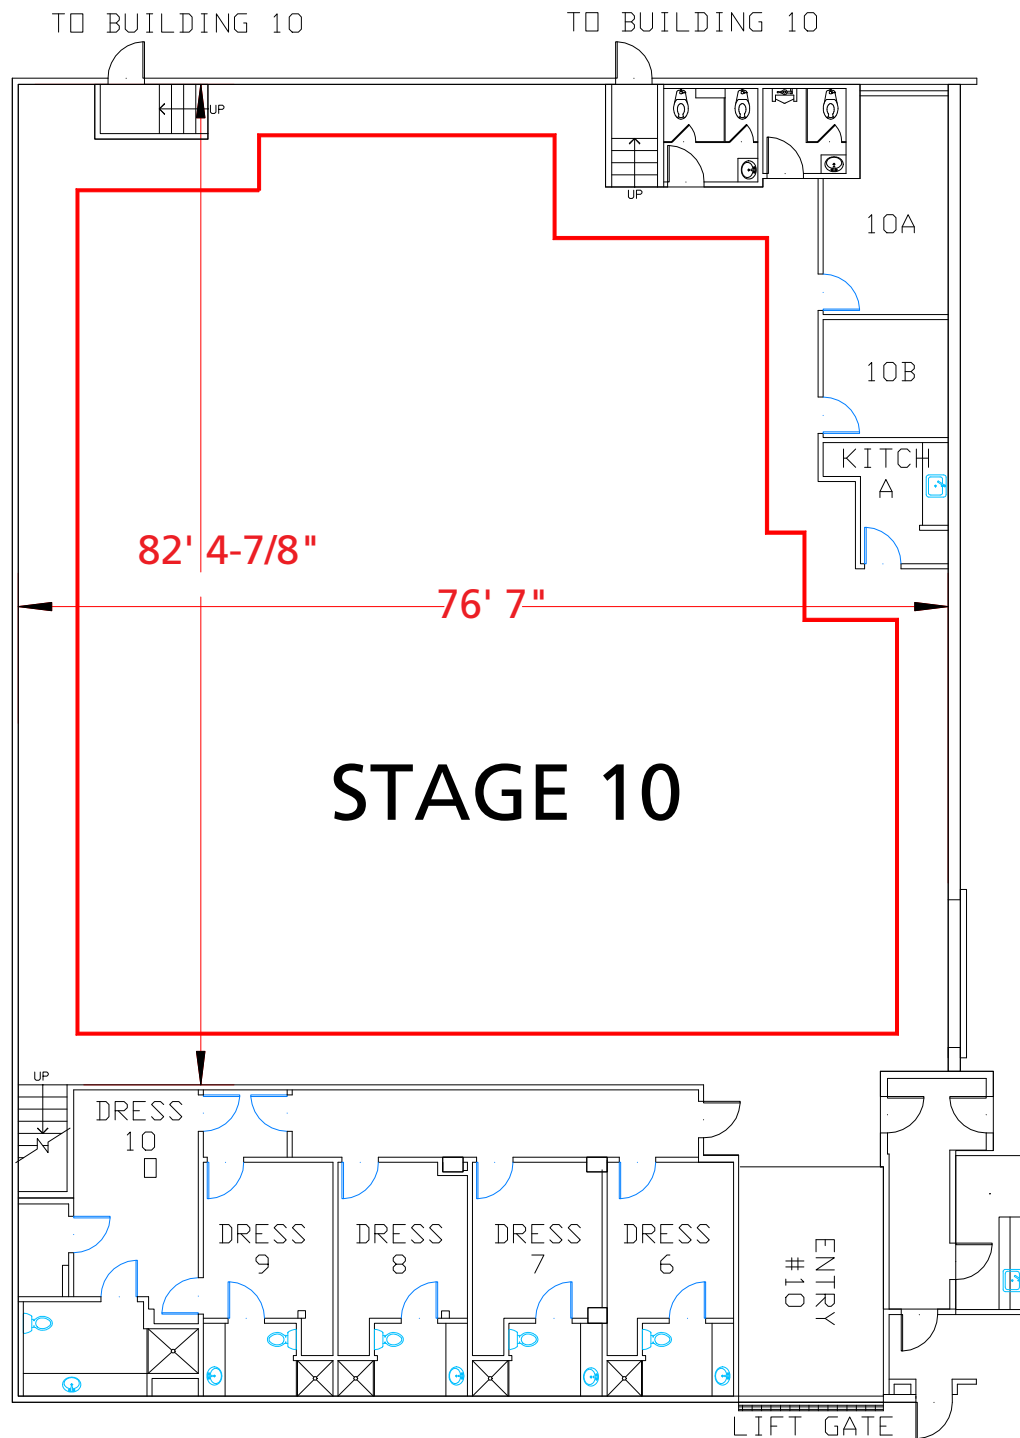 TO BUILDING 10
TO BUILDING 10
UP
UP
10A
10B
KITCH
A
82' 4-7/8"
76' 7"
STAGE 10
UP
DRESS
10
DRESS
9
DRESS
8
DRESS
7
DRESS
6
ENTRY
#10
LIFT GATE